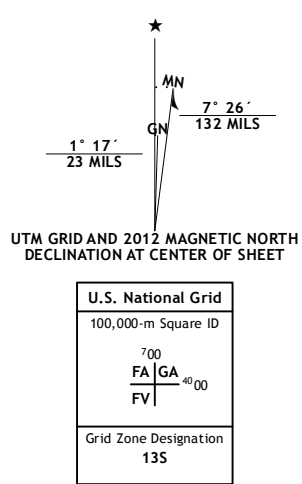 ★
MN
7° 26´
132 MILS
GN
1° 17´
23 MILS
UTM GRID AND 2012 MAGNETIC NORTH
DECLINATION AT CENTER OF SHEET
U.S. National Grid
100,000-m Square ID
⁷00
FA GA
⁴⁰00
FV
Grid Zone Designation
13S